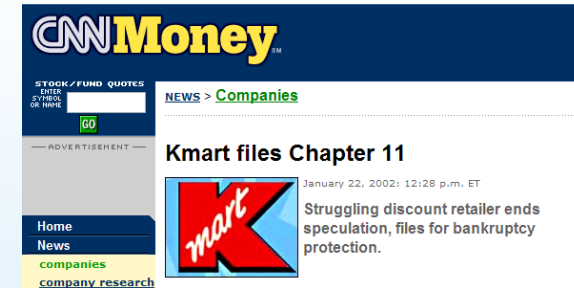 CNNMoney
SM
STOCK/FUND QUOTES
ENTER
SYMBOL
OR NAME
GO
NEWS > Companies
ADVERTISEMENT
Kmart files Chapter 11
January 22, 2002: 12:28 p.m. ET
K
mart
Struggling discount retailer ends
speculation, files for bankruptcy
protection.
Home
News
companies
company research